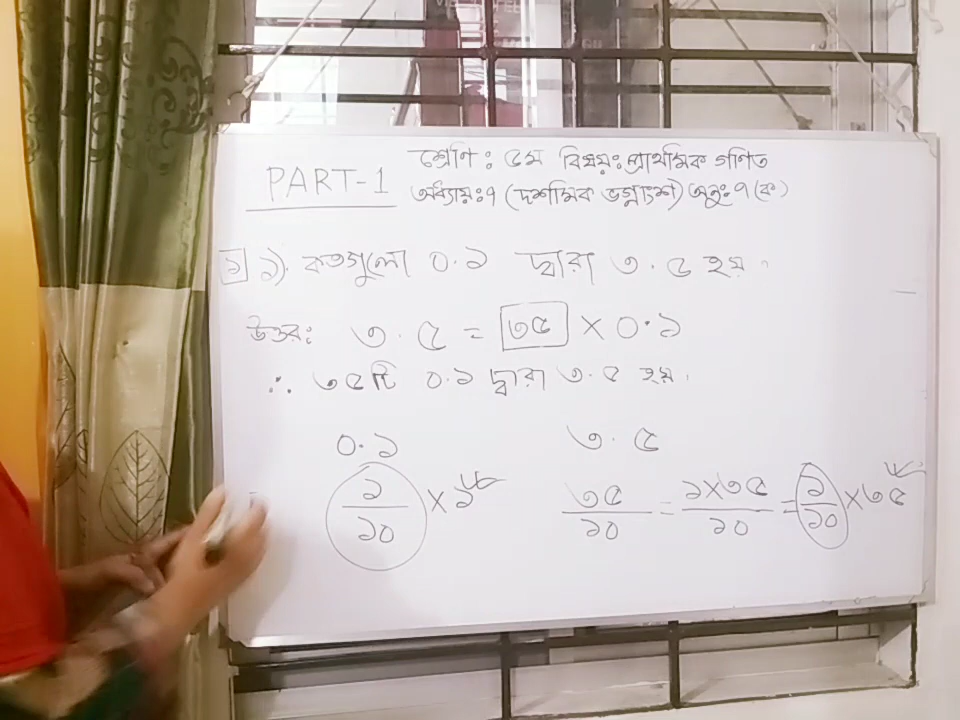 PART-1
শ্রেণি: ৫ম বিষয়: প্রাথমিক গণিত
অধ্যায়: ৭ (দশমিক ভগ্নাংশ) অনু: ৭(ক)
১ ১). কতগুলো ০.১ দ্বারা ৩.৫ হয়।
উত্তর: ৩.৫ = ৩৫ × ০.১
∴ ৩৫টি ০.১ দ্বারা ৩.৫ হয়।
০.১
১/১০ × ১
৩.৫
৩৫/১০ = ১×৩৫/১০ = ১/১০ × ৩৫